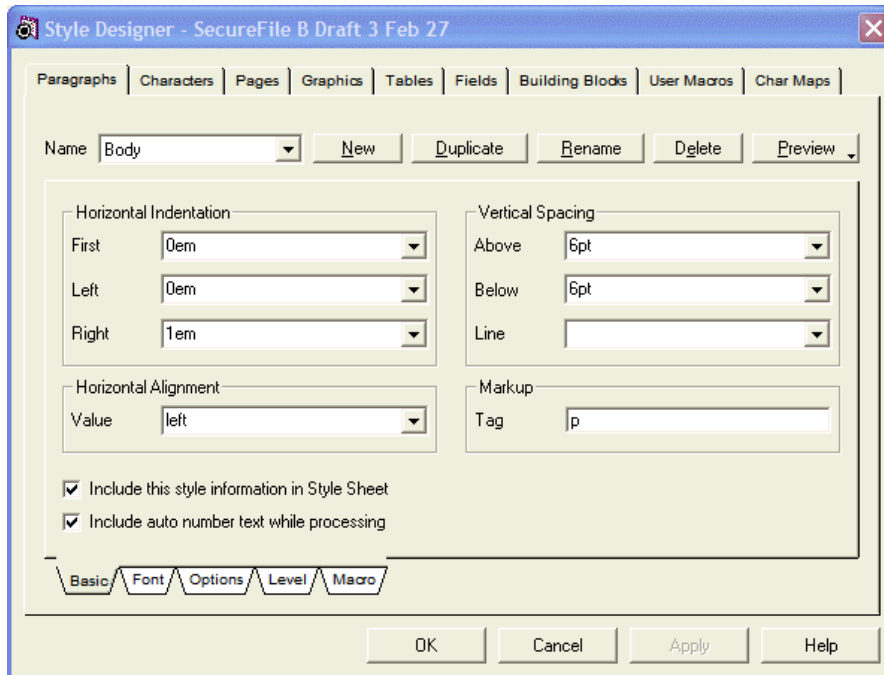 Style Designer - SecureFile B Draft 3 Feb 27
Paragraphs Characters Pages Graphics Tables Fields Building Blocks User Macros Char Maps
Name Body New Duplicate Rename Delete Preview
Horizontal Indentation
First 0em
Left 0em
Right 1em
Vertical Spacing
Above 6pt
Below 6pt
Line
Horizontal Alignment
Value left
Markup
Tag p
Include this style information in Style Sheet
Include auto number text while processing
Basic Font Options Level Macro
OK Cancel Apply Help